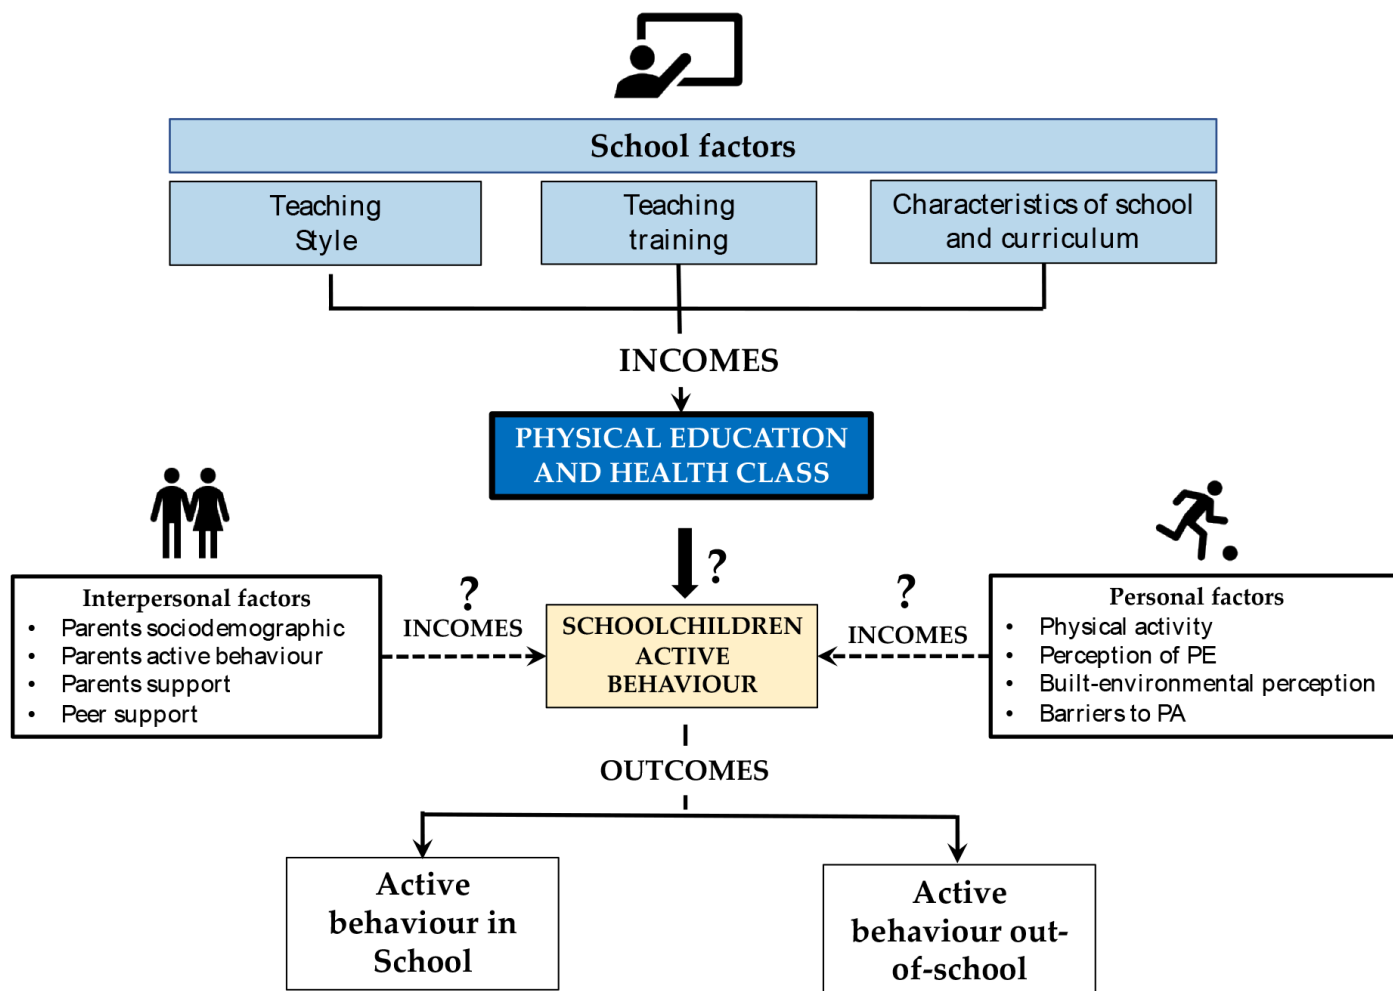 School factors
Teaching
Style
Teaching
training
Characteristics of school
and curriculum
INCOMES
PHYSICAL EDUCATION
AND HEALTH CLASS
?
Interpersonal factors
• Parents sociodemographic
• Parents active behaviour
• Parents support
• Peer support
?
INCOMES
SCHOOLCHILDREN
ACTIVE
BEHAVIOUR
?
INCOMES
Personal factors
• Physical activity
• Perception of PE
• Built-environmental perception
• Barriers to PA
OUTCOMES
Active
behaviour in
School
Active
behaviour out-
of-school